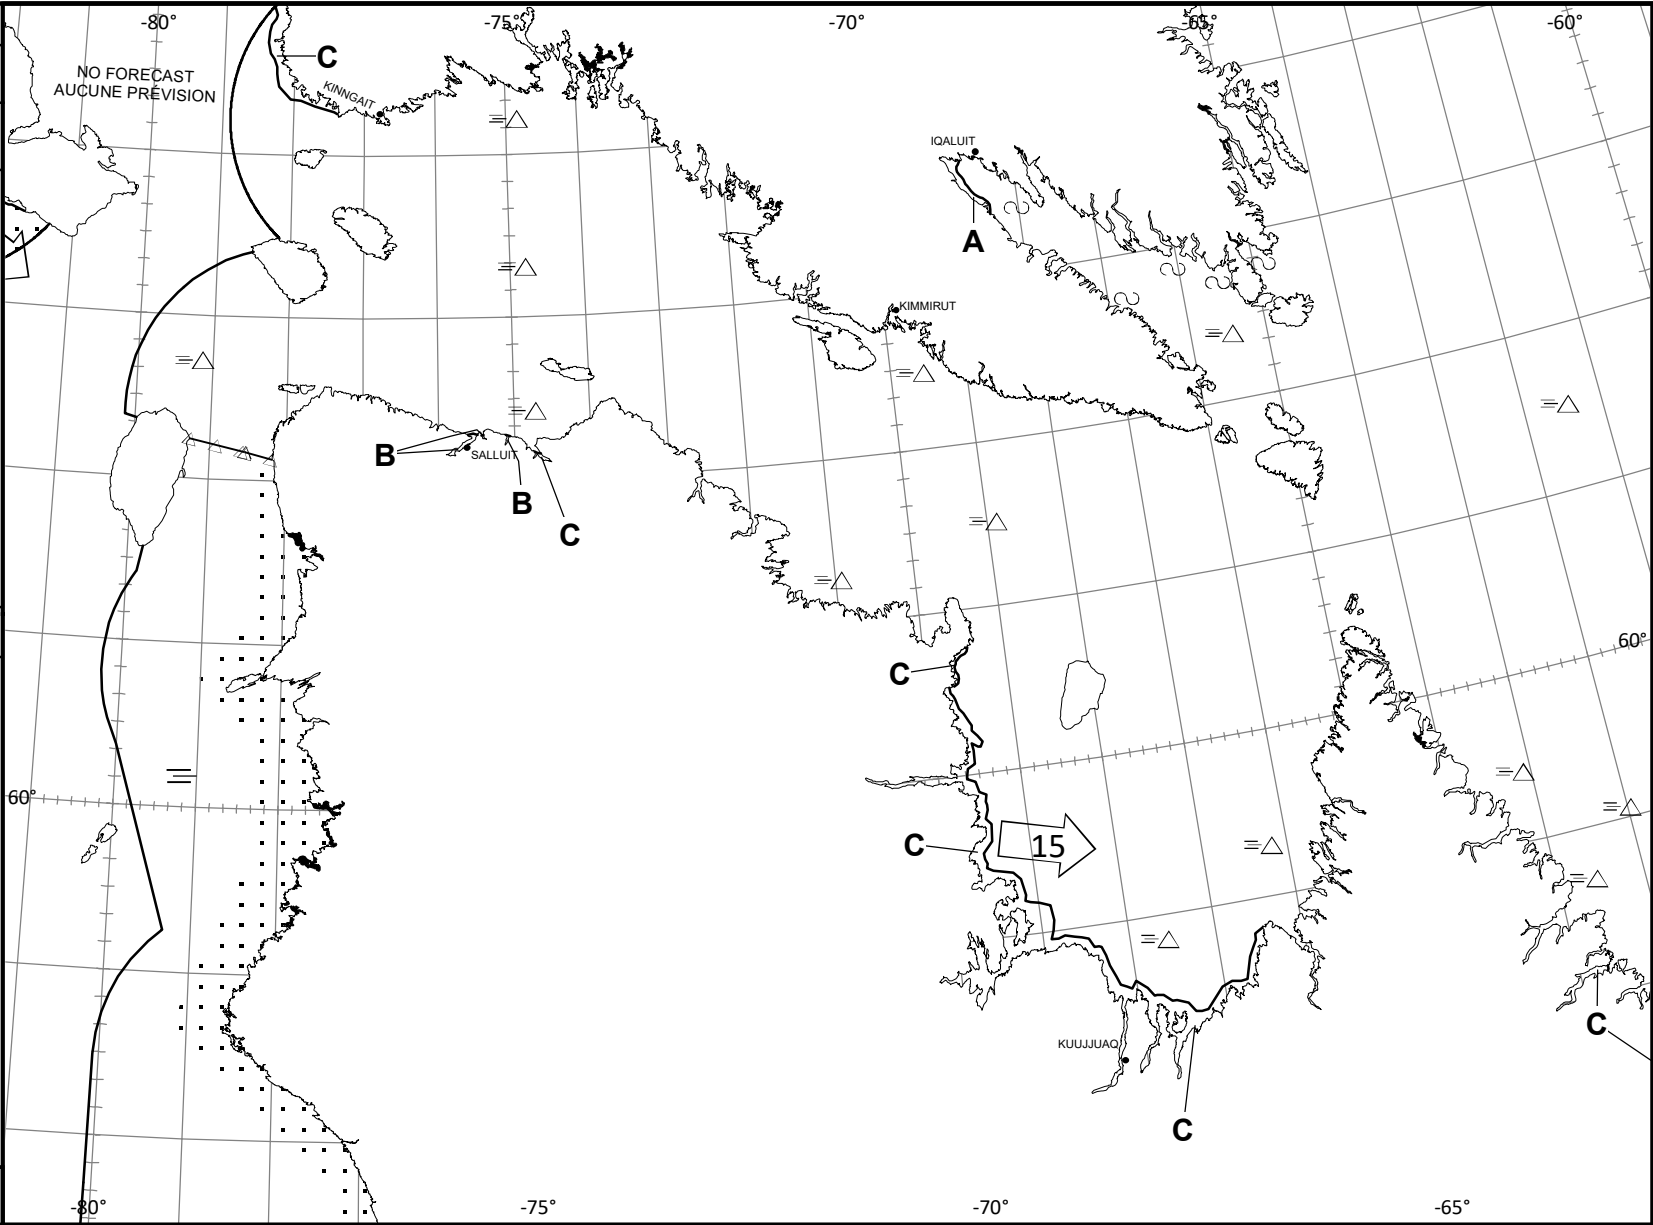 -80°
-75°
-70°
-65°
-60°
C
NO FORECAST
AUCUNE PRÉVISION
KINNGAIT
IQALUIT
A
KIMMIRUT
B
SALLUIT
B
C
60°
C
60°
C
15
C
KUUJJUAQ
C
-80°
-75°
-70°
-65°